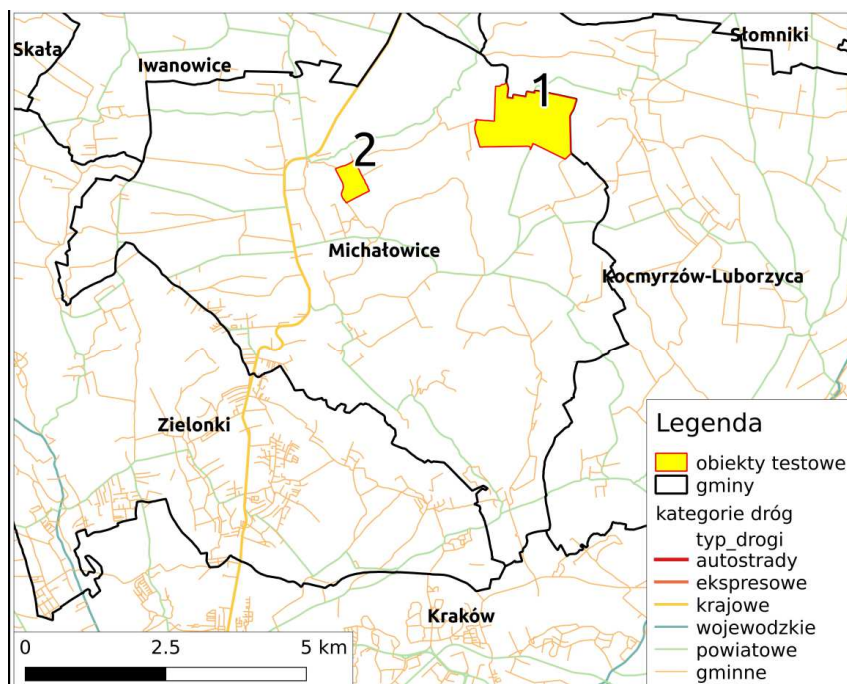 Słomniki
Skała
Iwanowice
1
2
Michałowice
Kocmyrzów-Luborzyca
Zielonki
Kraków
Legenda
obiekty testowe
gminy
kategorie dróg
typ_drogi
autostrady
ekspresowe
krajowe
wojewodzkie
powiatowe
gminne
0 2.5 5 km